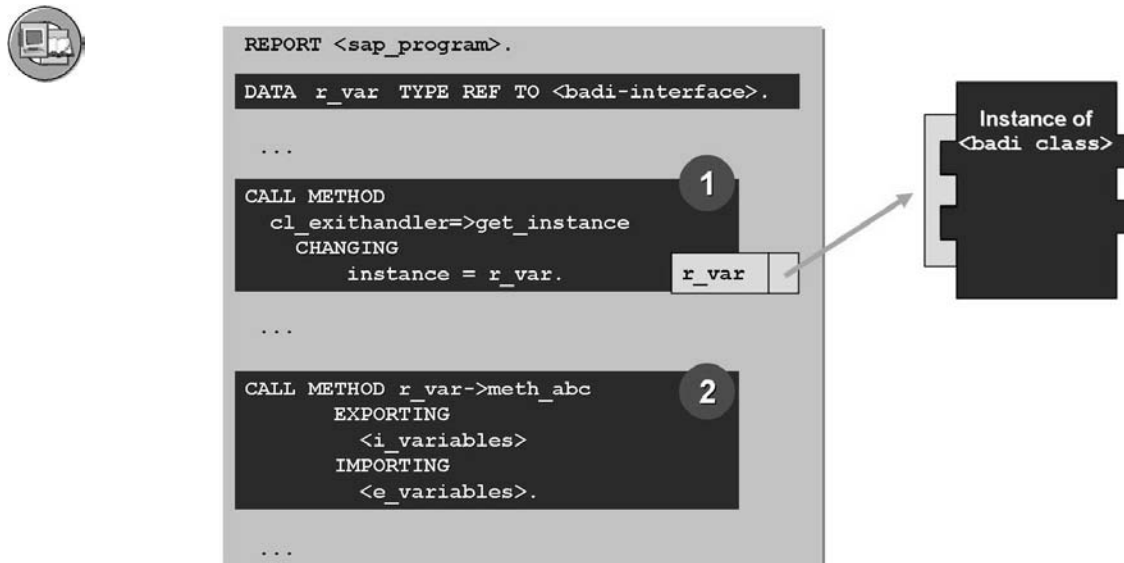 REPORT <sap_program>.
DATA r_var TYPE REF TO <badi-interface>.
...
CALL METHOD
cl_exithandler=>get_instance
CHANGING
instance = r_var.
1
r_var
Instance of
<badi class>
...
CALL METHOD r_var->meth_abc
EXPORTING
<i_variables>
IMPORTING
<e_variables>.
2
...